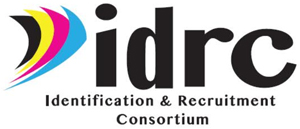 idrc
Identification & Recruitment
Consortium